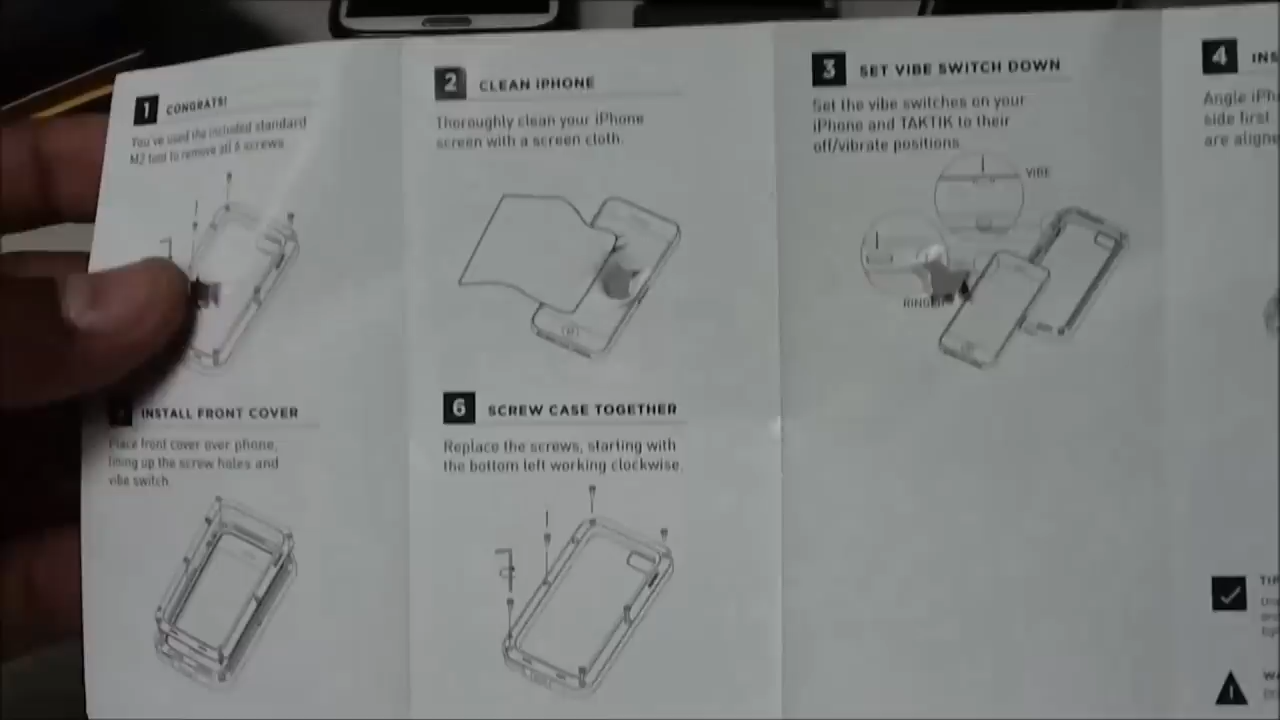 1 CONGRATS!
You've used the included standard
M2 tool to remove all 6 screws
2 CLEAN iPHONE
Thoroughly clean your iPhone
screen with a screen cloth.
3 SET VIBE SWITCH DOWN
Set the vibe switches on your
iPhone and TAKTIK to their
off/vibrate positions
VIBE
RINGER
4 INS
Angle iPh
side first
are aligne
INSTALL FRONT COVER
Place front cover over phone,
lining up the screw holes and
vibe switch
6 SCREW CASE TOGETHER
Replace the screws, starting with
the bottom left working clockwise.
TIP
WA